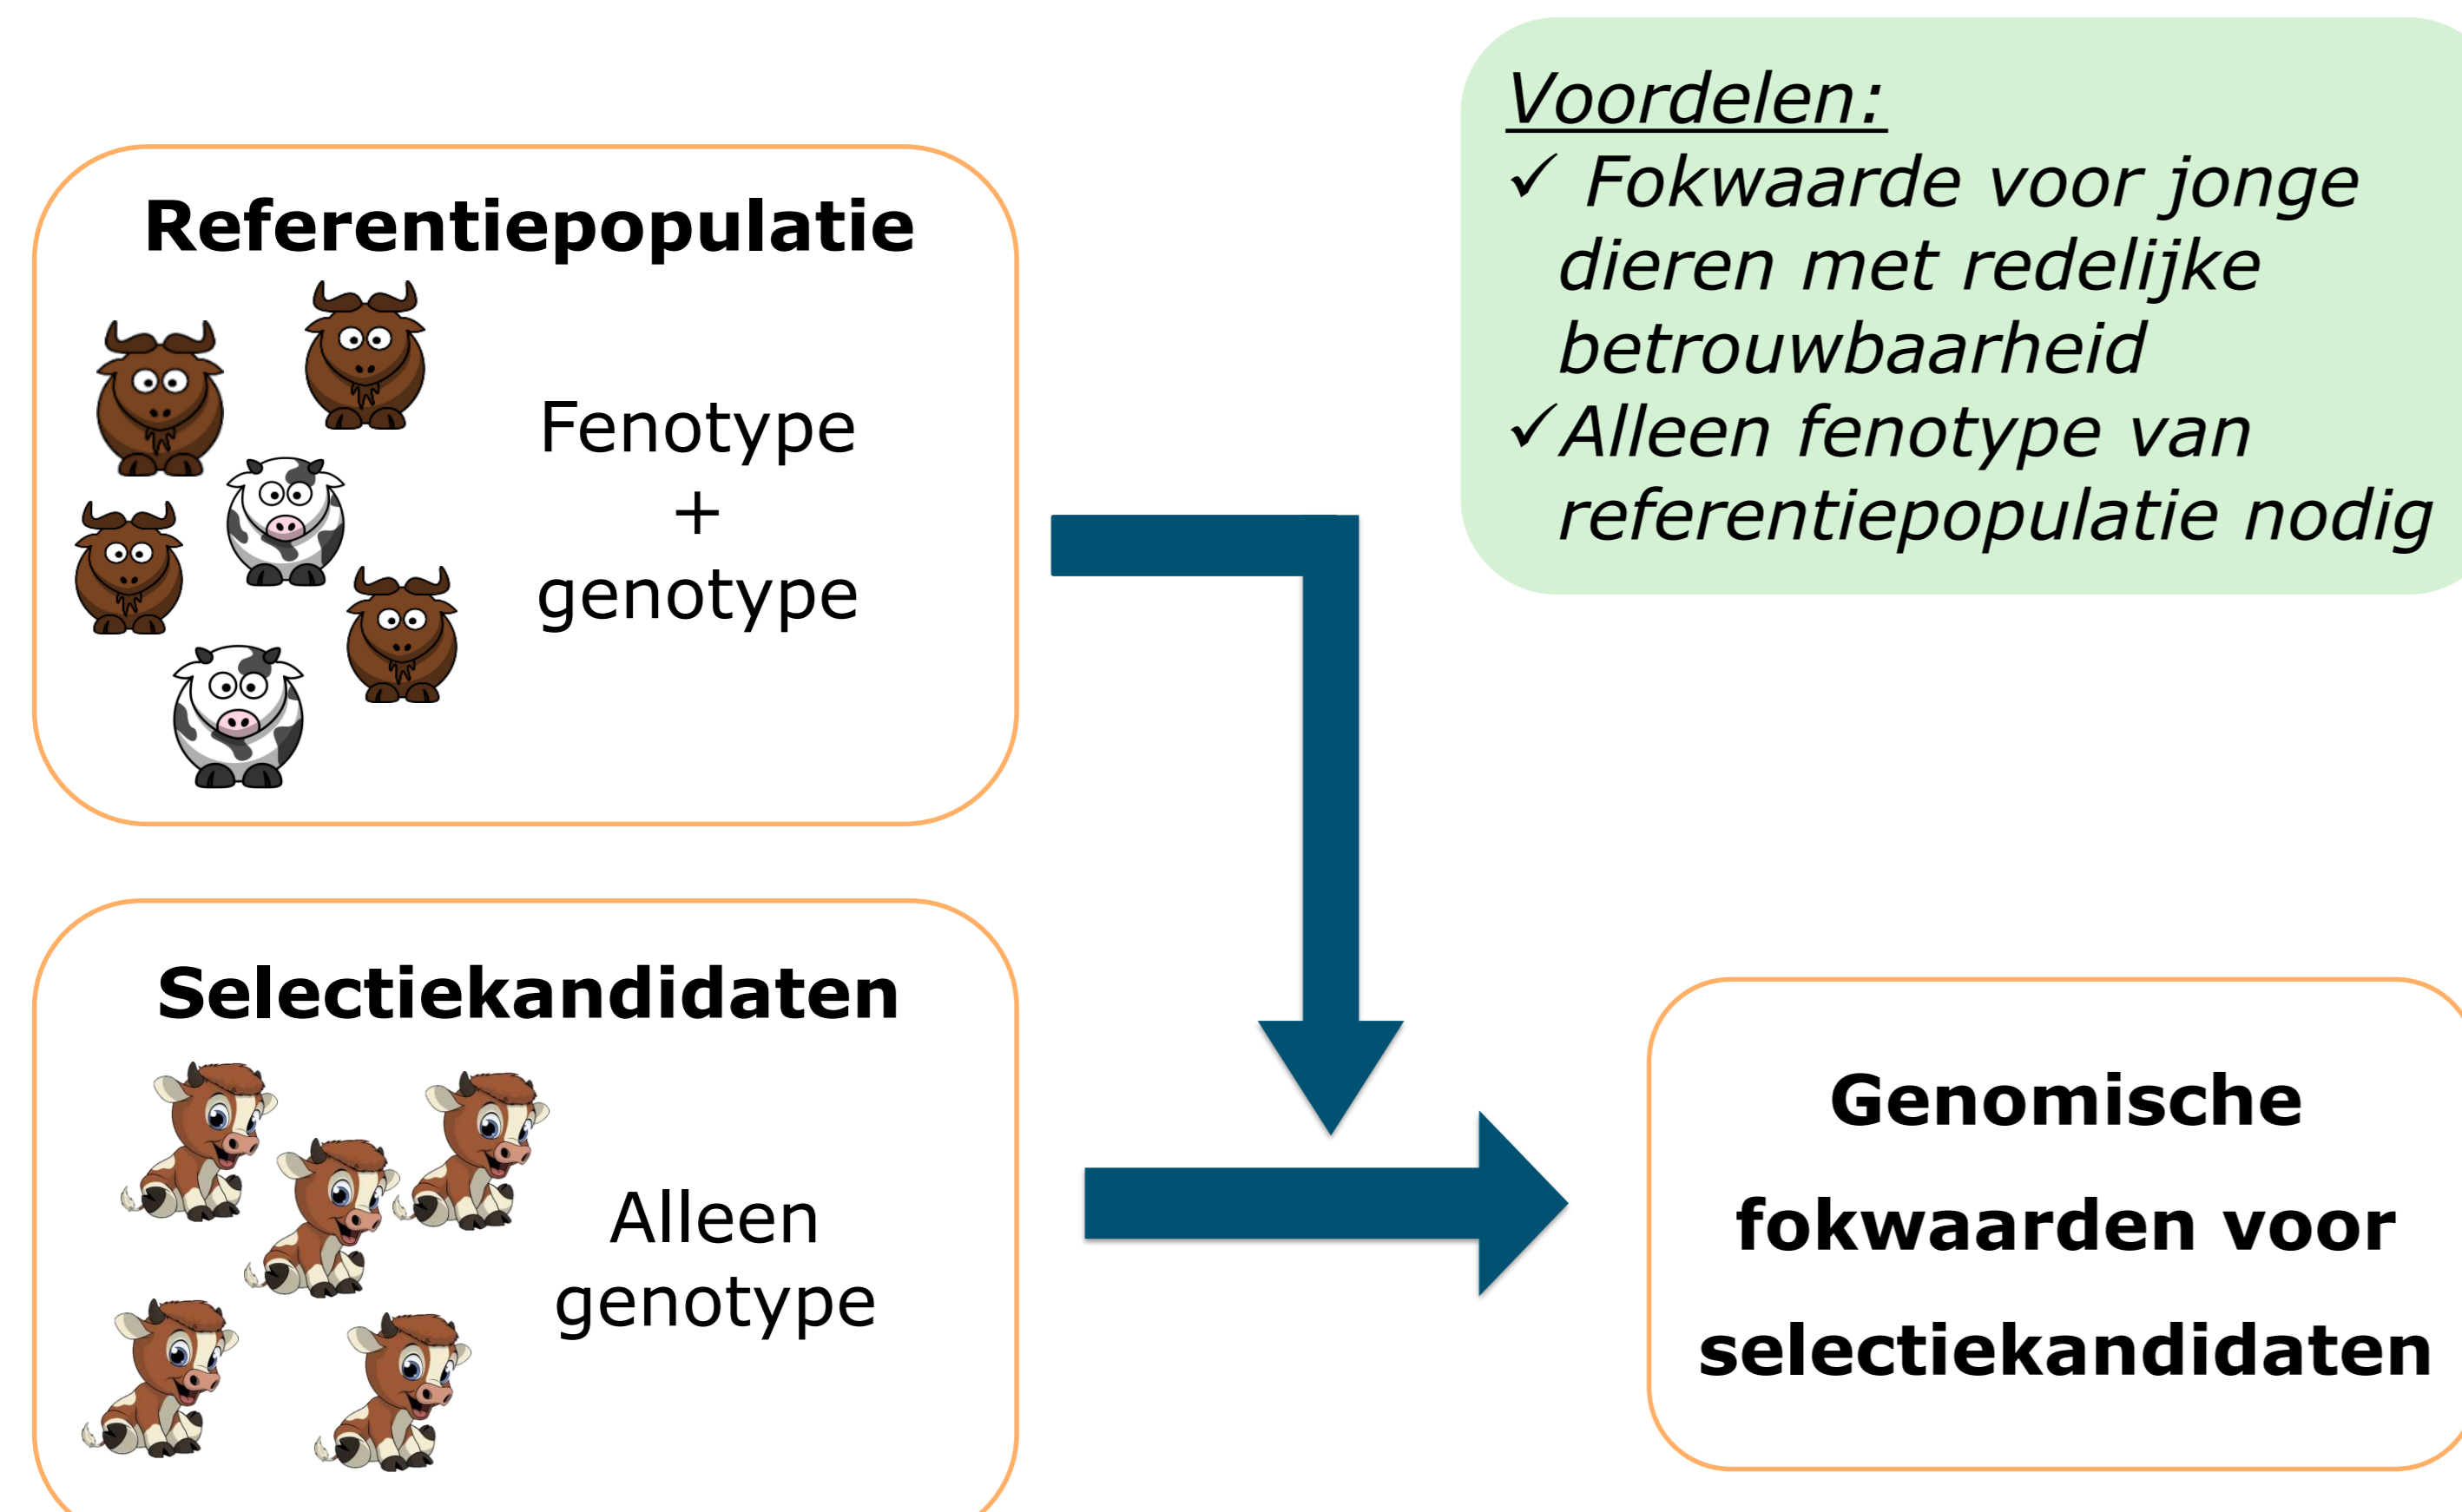 Referentiepopulatie
Fenotype
+
genotype
Voordelen:
✓ Fokwaarde voor jonge
dieren met redelijke
betrouwbaarheid
✓Alleen fenotype van
referentiepopulatie nodig
Selectiekandidaten
Alleen
genotype
Genomische
fokwaarden voor
selectiekandidaten